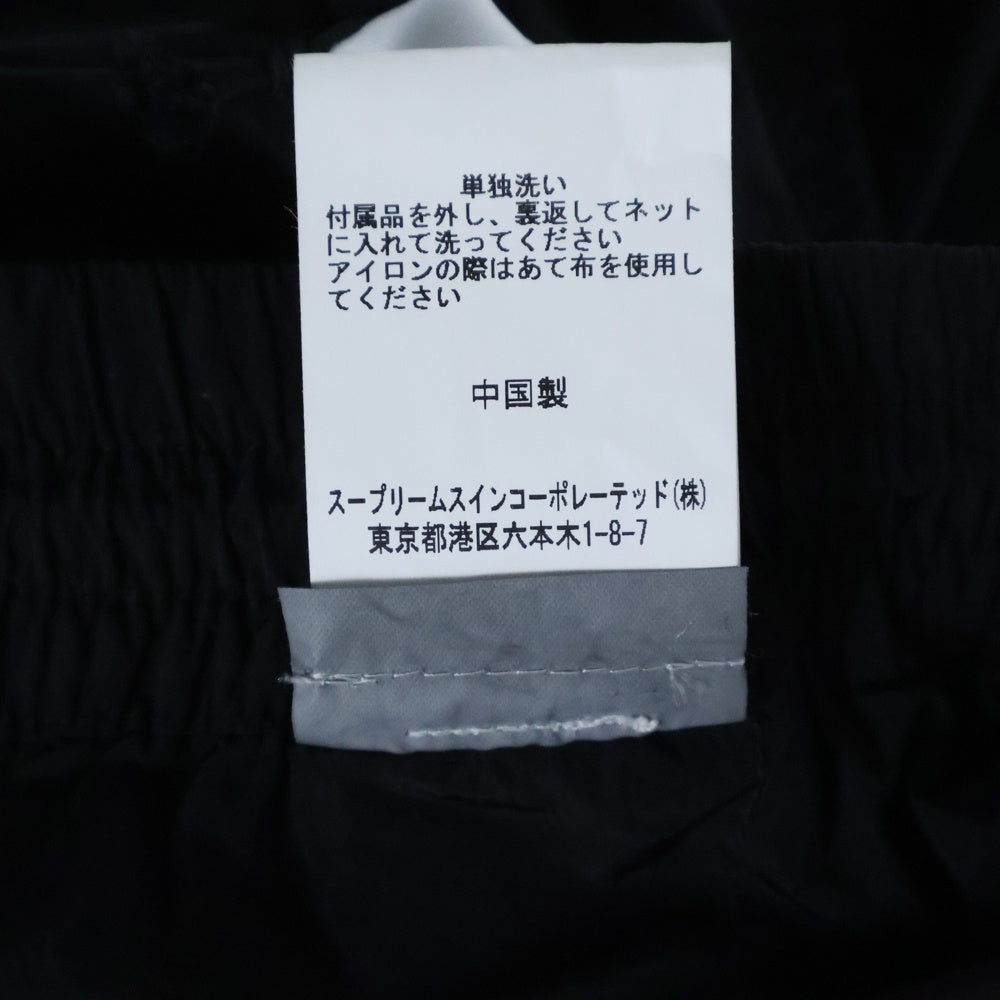 単独洗い
付属品を外し、裏返してネット
に入れて洗ってください
アイロンの際はあて布を使用し
てください
中国製
スープリームスインコーポレーテッド(株)
東京都港区六本木1-8-7